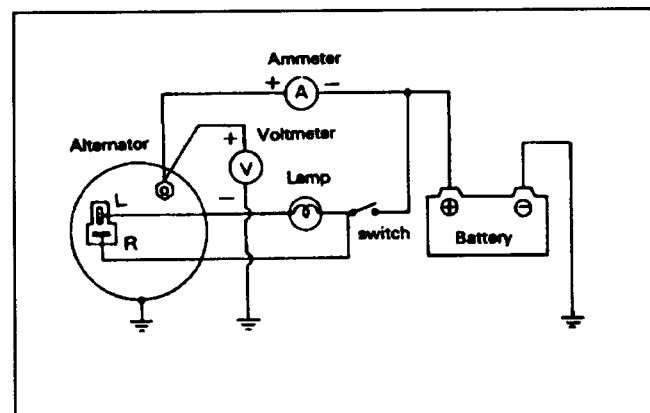 Ammeter
+ A −
Alternator
+ Voltmeter
V
L
− Lamp
R
switch
+ −
Battery